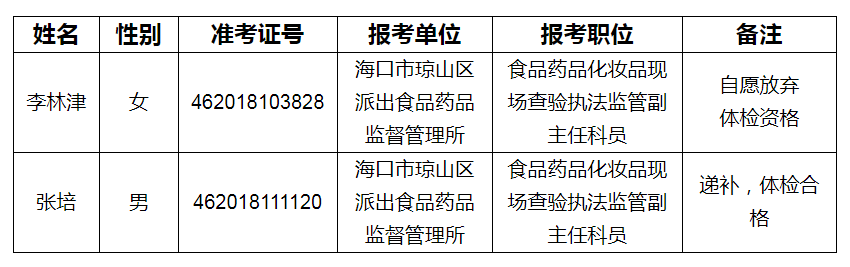 姓名 性别 准考证号 报考单位 报考职位 备注
李林津 女 462018103828 海口市琼山区 食品药品化妆品现 自愿放弃
派出食品药品 场查验执法监管副 体检资格
监督管理所 主任科员
张培 男 462018111120 海口市琼山区 食品药品化妆品现 递补，体检合
派出食品药品 场查验执法监管副 格
监督管理所 主任科员